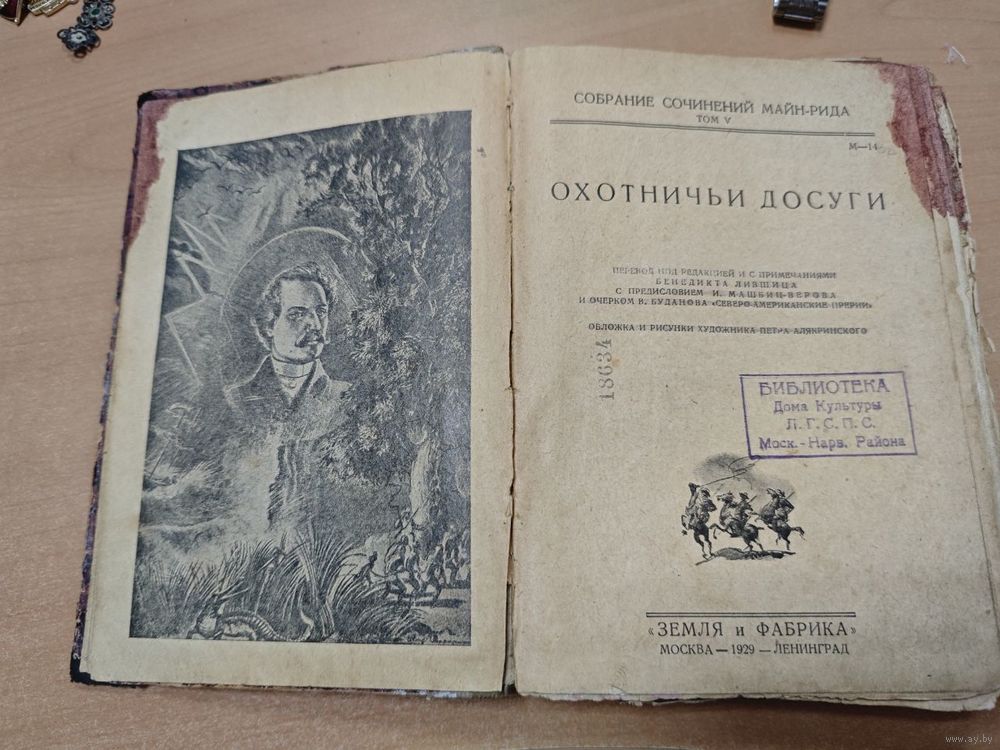 СОБРАНИЕ СОЧИНЕНИЙ МАЙН-РИДА
ТОМ V
М—14
ОХОТНИЧЬИ ДОСУГИ
ПЕРЕВОД ПОД РЕДАКЦИЕЙ И С ПРИМЕЧАНИЯМИ
БЕНЕДИКТА ЛИВШИЦА
С ПРЕДИСЛОВИЕМ И. МАШБИЦ-ВЕРОВА
И ОЧЕРКОМ В. БУДАНОВА «СЕВЕРО-АМЕРИКАНСКИЕ ПРЕРИИ»
ОБЛОЖКА И РИСУНКИ ХУДОЖНИКА ПЕТРА АЛЯКРИНСКОГО
18634
БИБЛИОТЕКА
Дома Культуры
Л.Г.С.П.С.
Моск.-Нарв. Района
«ЗЕМЛЯ и ФАБРИКА»
МОСКВА — 1929 — ЛЕНИНГРАД
www.ay.by